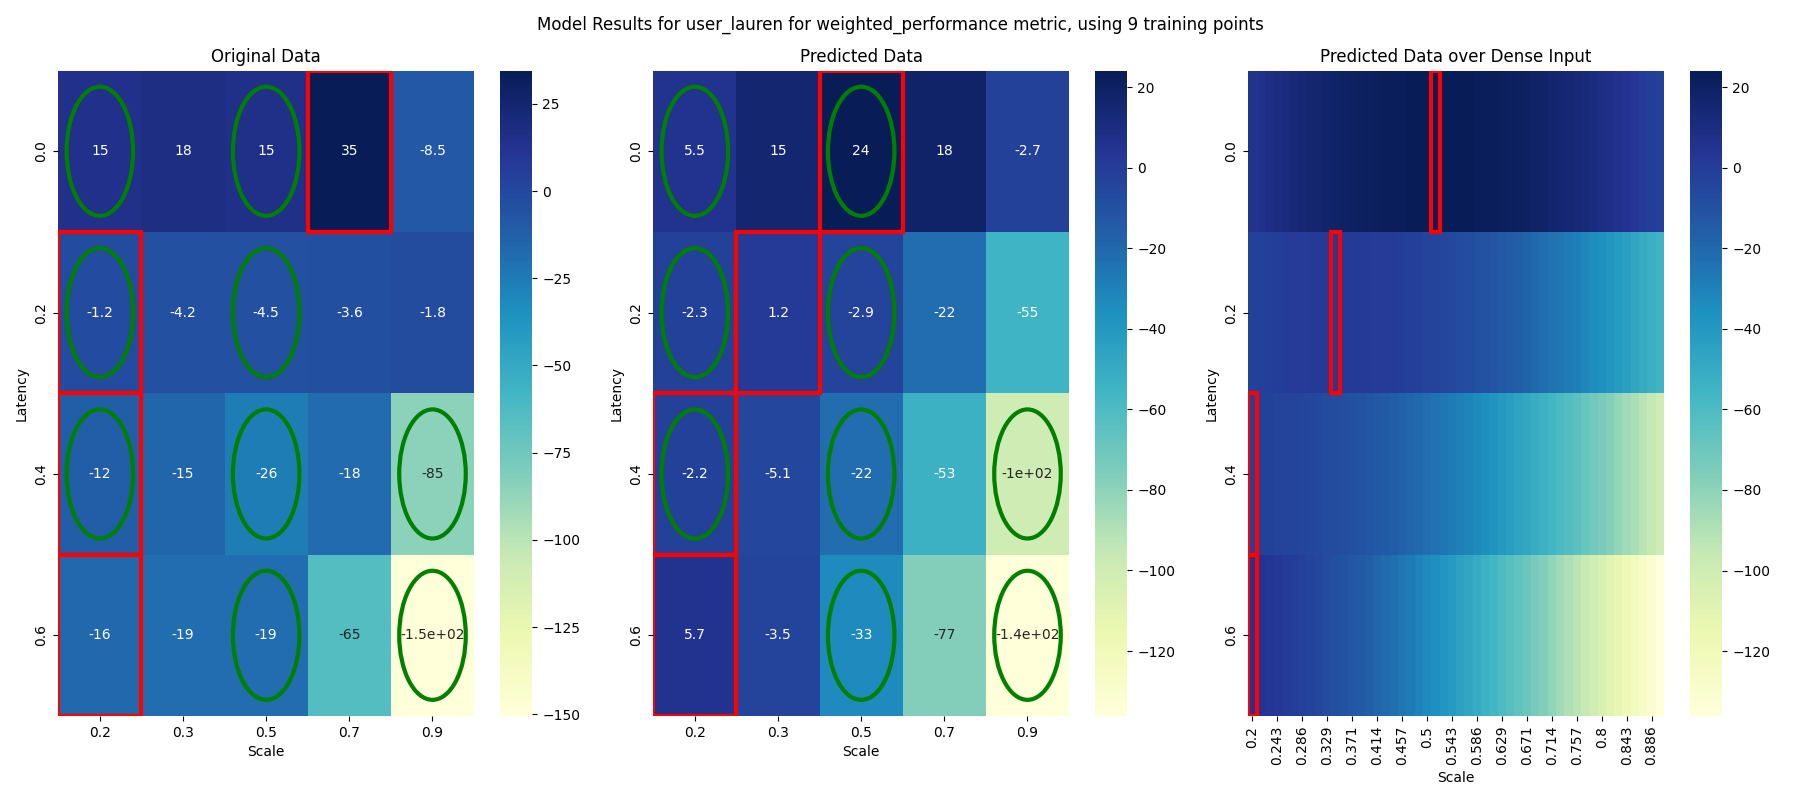 Model Results for user_lauren for weighted_performance metric, using 9 training points
Original Data
15 18 15 35 -8.5
-1.2 -4.2 -4.5 -3.6 -1.8
-12 -15 -26 -18 -85
-16 -19 -19 -65 -1.5e+02
0.0
0.2
0.4
0.6
Latency
0.2 0.3 0.5 0.7 0.9
Scale
25
0
−25
−50
−75
−100
−125
−150
Predicted Data
5.5 15 24 18 -2.7
-2.3 1.2 -2.9 -22 -55
-2.2 -5.1 -22 -53 -1e+02
5.7 -3.5 -33 -77 -1.4e+02
0.0
0.2
0.4
0.6
Latency
0.2 0.3 0.5 0.7 0.9
Scale
20
0
−20
−40
−60
−80
−100
−120
Predicted Data over Dense Input
0.0
0.2
0.4
0.6
Latency
0.2 0.243 0.286 0.329 0.371 0.414 0.457 0.5 0.543 0.586 0.629 0.671 0.714 0.757 0.8 0.843 0.886
Scale
20
0
−20
−40
−60
−80
−100
−120